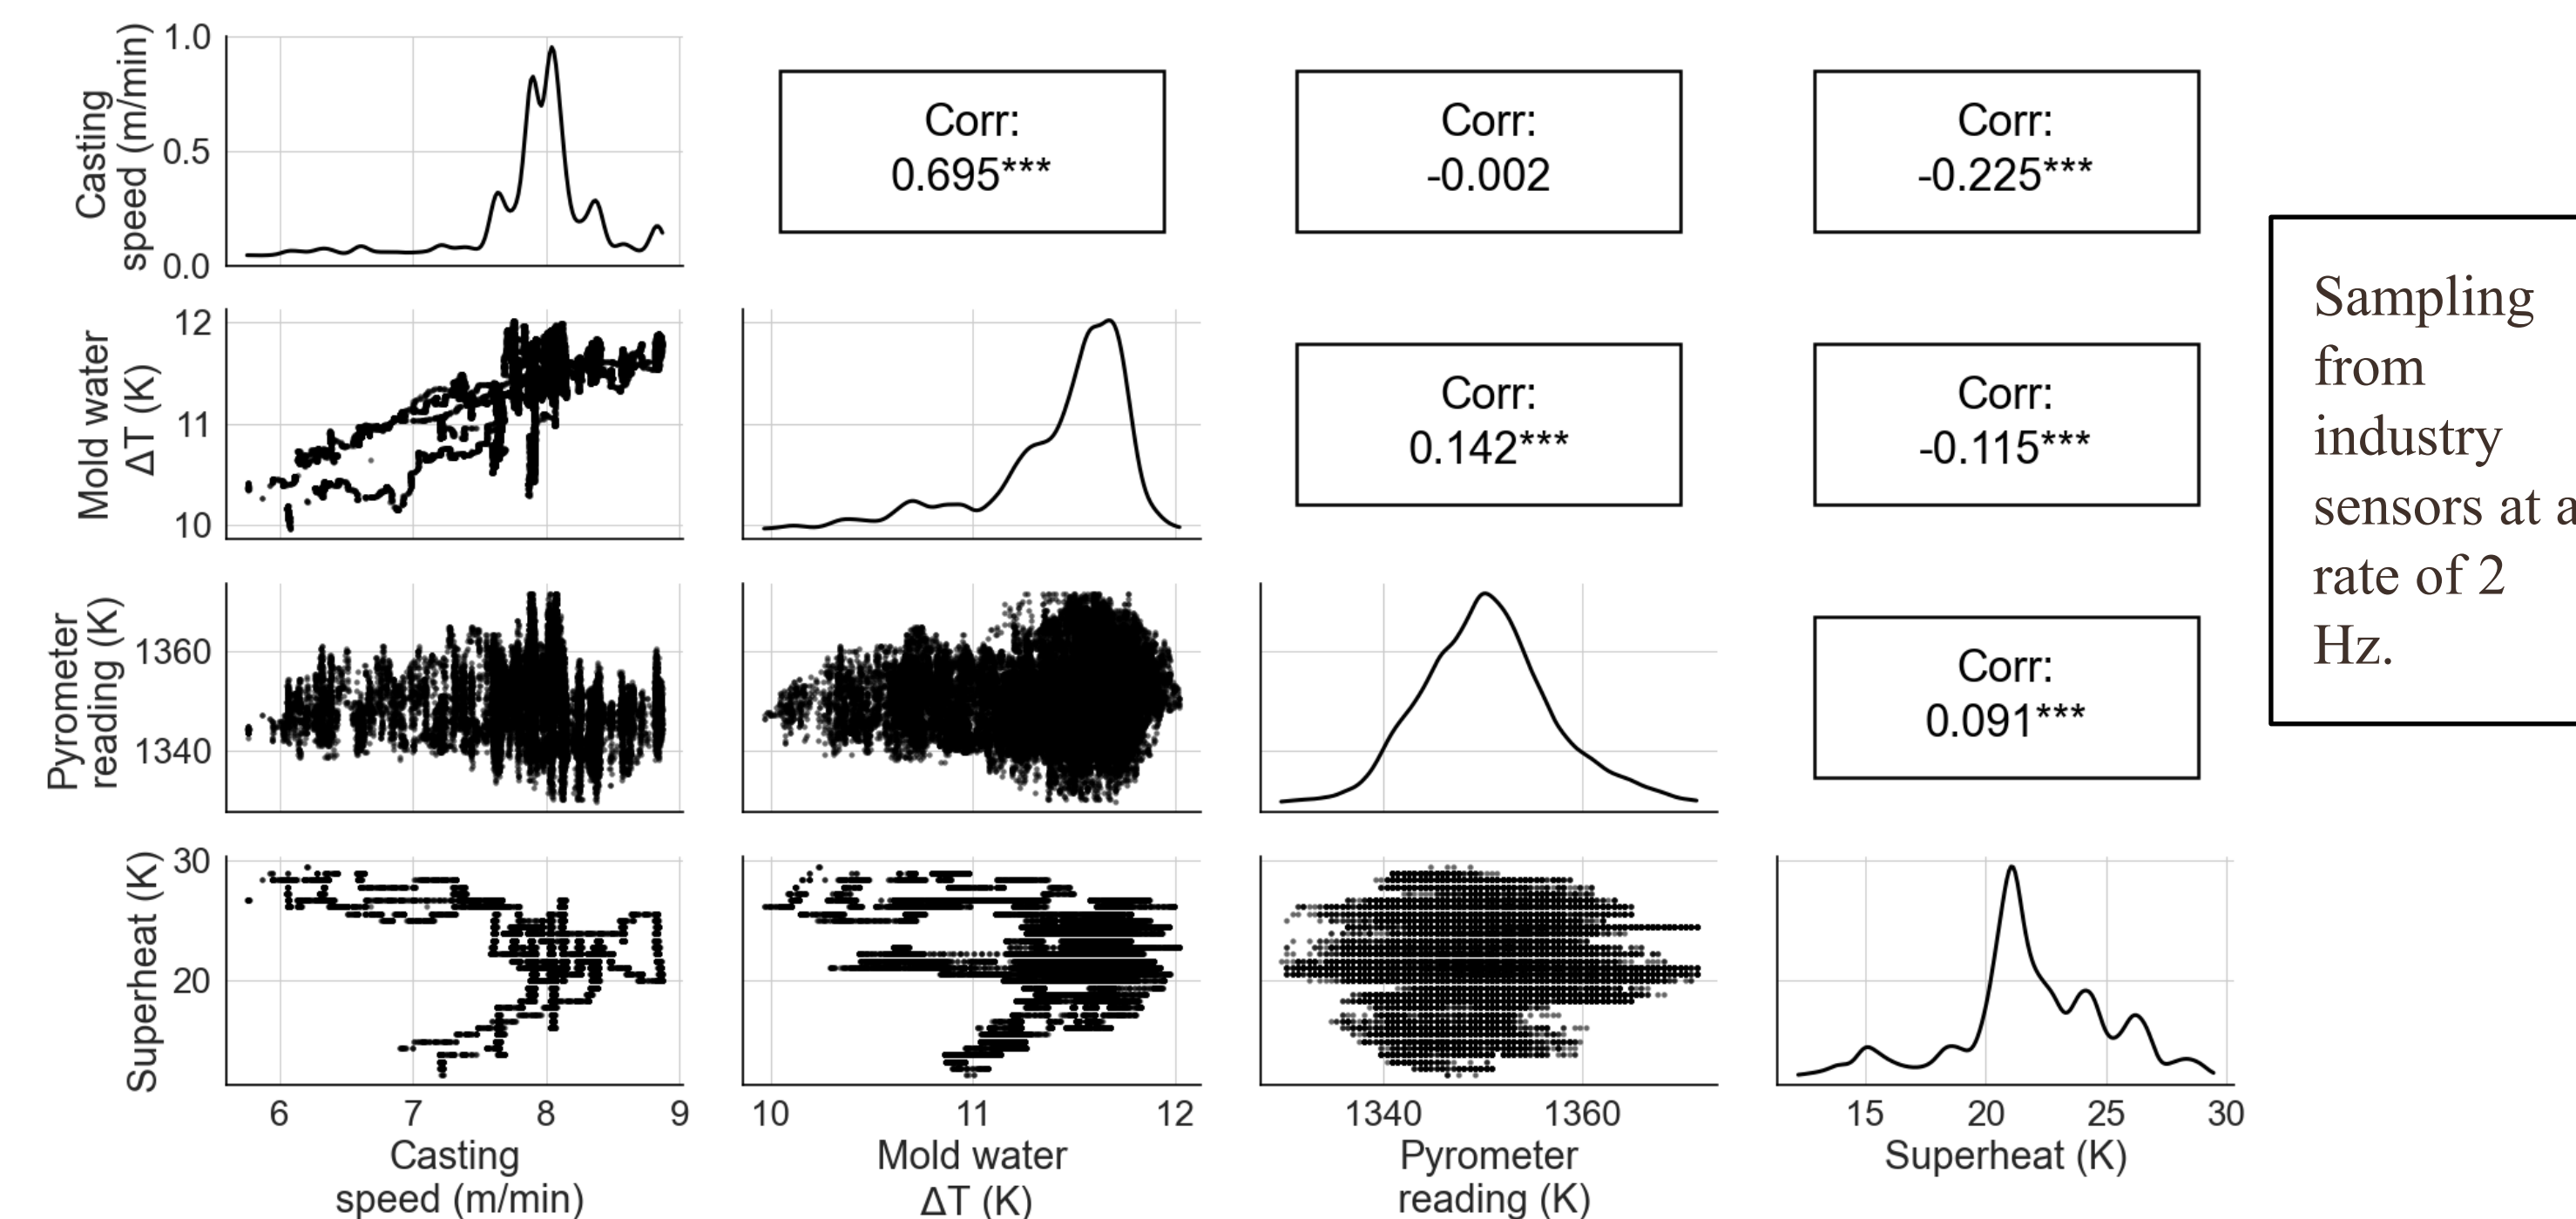 Casting
speed (m/min)
1.0
0.5
0.0
Corr:
0.695***
Corr:
-0.002
Corr:
-0.225***
Mold water
ΔT (K)
12
11
10
Corr:
0.142***
Corr:
-0.115***
Pyrometer
reading (K)
1360
1340
Corr:
0.091***
Superheat (K)
30
20
6 7 8 9
Casting
speed (m/min)
10 11 12
Mold water
ΔT (K)
1340 1360
Pyrometer
reading (K)
15 20 25 30
Superheat (K)
Sampling
from
industry
sensors at a
rate of 2
Hz.